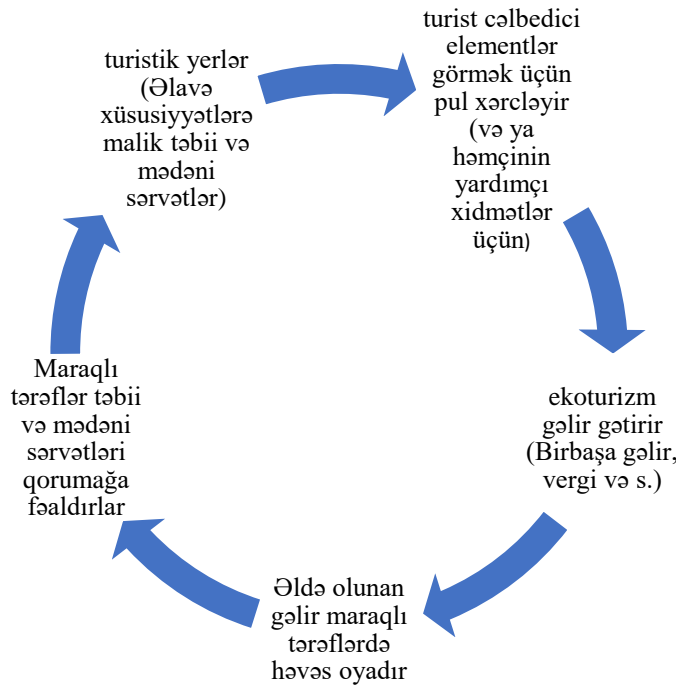 turistik yerlər
(Əlavə
xüsusiyyətlərə
malik təbii və
mədəni
sərvətlər)
turist cəlbedici
elementlər
görmək üçün
pul xərcləyir
(və ya
həmçinin
yardımçı
xidmətlər
üçün)
ekoturizm
gəlir gətirir
(Birbaşa gəlir,
vergi və s.)
Əldə olunan
gəlir maraqlı
tərəflərdə
həvəs oyadır
Maraqlı
tərəflər təbii
və mədəni
sərvətləri
qorumağa
fəaldırlar